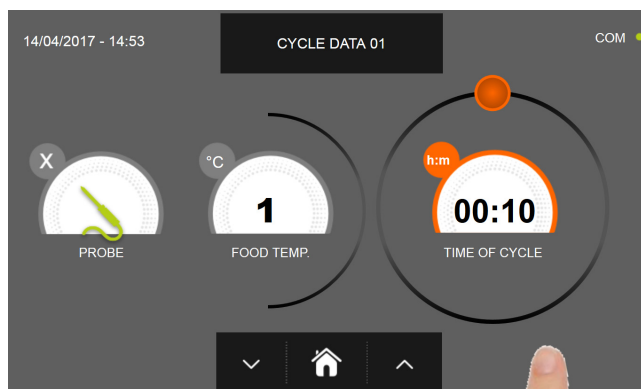 14/04/2017 - 14:53
CYCLE DATA 01
COM
X
°C
h:m
1
00:10
PROBE
FOOD TEMP.
TIME OF CYCLE